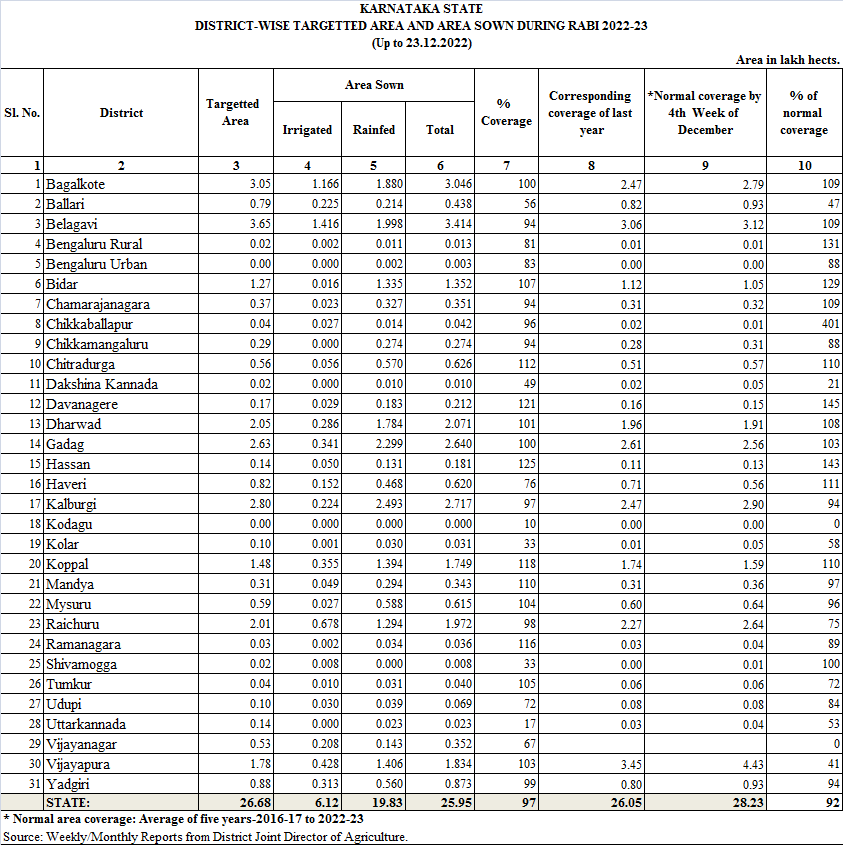 KARNATAKA STATE
DISTRICT-WISE TARGETTED AREA AND AREA SOWN DURING RABI 2022-23
(Up to 23.12.2022)
Area in lakh hects.
Sl. No. District Targetted Area Area Sown % Coverage Corresponding coverage of last year *Normal coverage by 4th Week of December % of normal coverage
Irrigated Rainfed Total
1 2 3 4 5 6 7 8 9 10
1 Bagalkote 3.05 1.166 1.880 3.046 100 2.47 2.79 109
2 Ballari 0.79 0.225 0.214 0.438 56 0.82 0.93 47
3 Belagavi 3.65 1.416 1.998 3.414 94 3.06 3.12 109
4 Bengaluru Rural 0.02 0.002 0.011 0.013 81 0.01 0.01 131
5 Bengaluru Urban 0.00 0.000 0.002 0.003 83 0.00 0.00 88
6 Bidar 1.27 0.016 1.335 1.352 107 1.12 1.05 129
7 Chamarajanagara 0.37 0.023 0.327 0.351 94 0.31 0.32 109
8 Chikkaballapur 0.04 0.027 0.014 0.042 96 0.02 0.01 401
9 Chikkamangaluru 0.29 0.000 0.274 0.274 94 0.28 0.31 88
10 Chitradurga 0.56 0.056 0.570 0.626 112 0.51 0.57 110
11 Dakshina Kannada 0.02 0.000 0.010 0.010 49 0.02 0.05 21
12 Davanagere 0.17 0.029 0.183 0.212 121 0.16 0.15 145
13 Dharwad 2.05 0.286 1.784 2.071 101 1.96 1.91 108
14 Gadag 2.63 0.341 2.299 2.640 100 2.61 2.56 103
15 Hassan 0.14 0.050 0.131 0.181 125 0.11 0.13 143
16 Haveri 0.82 0.152 0.468 0.620 76 0.71 0.56 111
17 Kalburgi 2.80 0.224 2.493 2.717 97 2.47 2.90 94
18 Kodagu 0.00 0.000 0.000 0.000 10 0.00 0.00 0
19 Kolar 0.10 0.001 0.030 0.031 33 0.01 0.05 58
20 Koppal 1.48 0.355 1.394 1.749 118 1.74 1.59 110
21 Mandya 0.31 0.049 0.294 0.343 110 0.31 0.36 97
22 Mysuru 0.59 0.027 0.588 0.615 104 0.60 0.64 96
23 Raichuru 2.01 0.678 1.294 1.972 98 2.27 2.64 75
24 Ramanagara 0.03 0.002 0.034 0.036 116 0.03 0.04 89
25 Shivamogga 0.02 0.008 0.000 0.008 33 0.00 0.01 100
26 Tumkur 0.04 0.010 0.031 0.040 105 0.06 0.06 72
27 Udupi 0.10 0.030 0.039 0.069 72 0.08 0.08 84
28 Uttarkannada 0.14 0.000 0.023 0.023 17 0.03 0.04 53
29 Vijayanagar 0.53 0.208 0.143 0.352 67 0
30 Vijayapura 1.78 0.428 1.406 1.834 103 3.45 4.43 41
31 Yadgiri 0.88 0.313 0.560 0.873 99 0.80 0.93 94
STATE: 26.68 6.12 19.83 25.95 97 26.05 28.23 92
* Normal area coverage: Average of five years-2016-17 to 2022-23
Source: Weekly/Monthly Reports from District Joint Director of Agriculture.